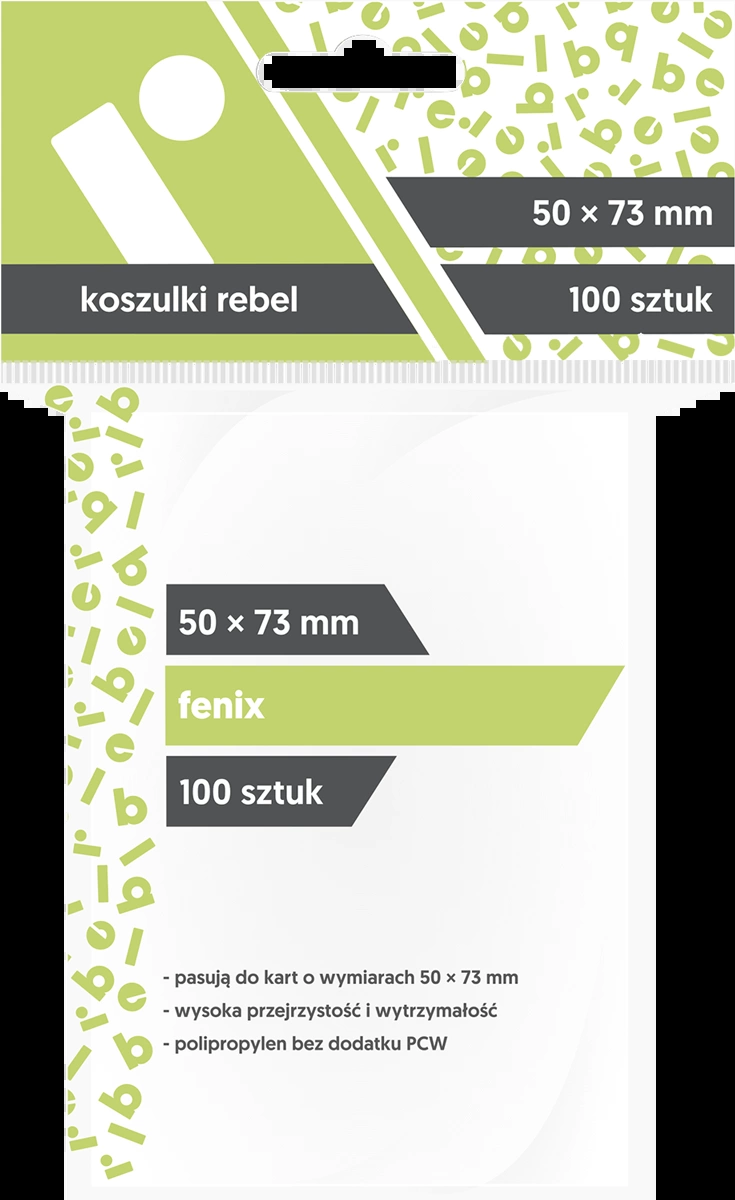 50 × 73 mm
koszulki rebel
100 sztuk
50 × 73 mm
fenix
100 sztuk
- pasują do kart o wymiarach 50 × 73 mm
- wysoka przejrzystość i wytrzymałość
- polipropylen bez dodatku PCW